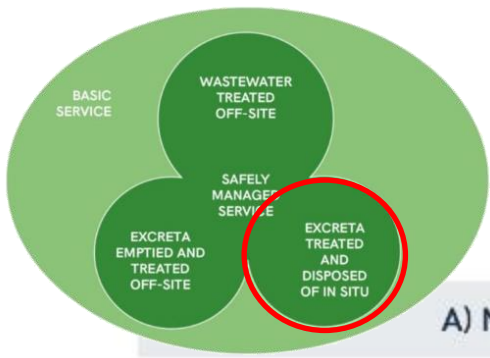 BASIC
SERVICE
WASTEWATER
TREATED
OFF-SITE
SAFELY
MANAGED
SERVICE
EXCRETA
EMPTIED AND
TREATED
OFF-SITE
EXCRETA
TREATED
AND
DISPOSED
OF IN SITU
A)